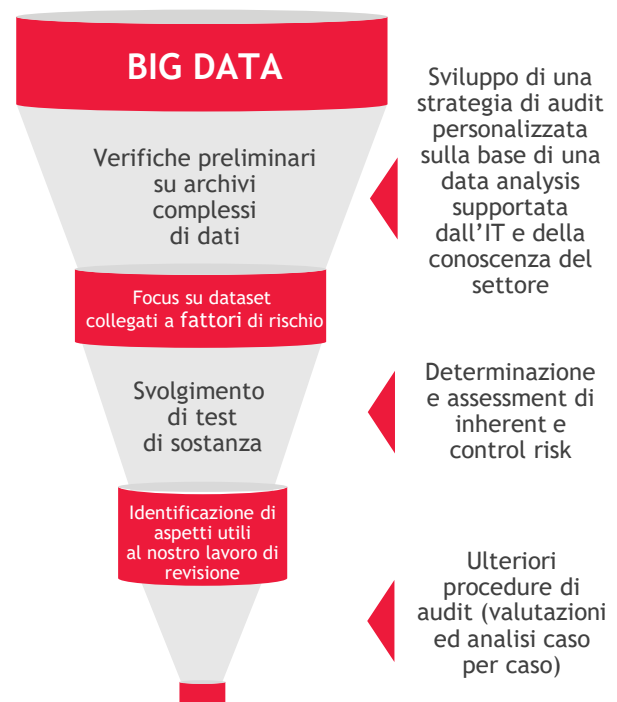 BIG DATA
Verifiche preliminari
su archivi
complessi
di dati
Focus su dataset
collegati a fattori di rischio
Svolgimento
di test
di sostanza
Identificazione di
aspetti utili
al nostro lavoro di
revisione
Sviluppo di una
strategia di audit
personalizzata
sulla base di una
data analysis
supportata
dall'IT e della
conoscenza del
settore
Determinazione
e assessment di
inherent e
control risk
Ulteriori
procedure di
audit (valutazioni
ed analisi caso
per caso)